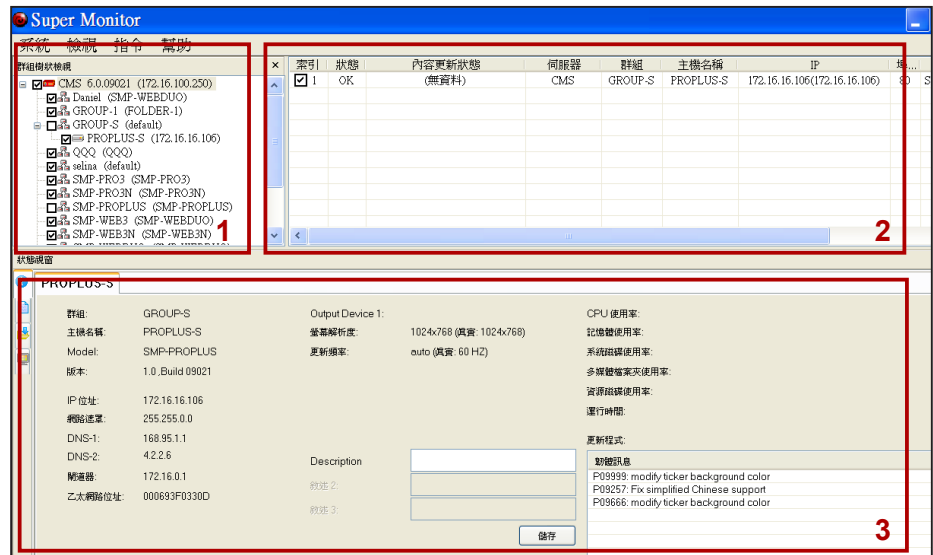 Super Monitor
系統 檢視 指令 幫助
群組樹狀檢視
CMS 6.0.09021 (172.16.100.250)
Daniel (SMP-WEBDUO)
GROUP-1 (FOLDER-1)
GROUP-S (default)
PROPLUS-S (172.16.16.106)
QQQ (QQQ)
selina (default)
SMP-PRO3 (SMP-PRO3)
SMP-PRO3N (SMP-PRO3N)
SMP-PROPLUS (SMP-PROPLUS)
SMP-WEB3 (SMP-WEBDUO)
SMP-WEB3N (SMP-WEB3N)
1
索引 狀態 內容更新狀態 伺服器 群組 主機名稱 IP 埠...
1 OK (無資料) CMS GROUP-S PROPLUS-S 172.16.16.106(172.16.16.106) 80 S
2
狀態視窗
PROPLUS-S
群組: GROUP-S
主機名稱: PROPLUS-S
Model: SMP-PROPLUS
版本: 1.0 ,Build 09021
IP 位址: 172.16.16.106
網路遮罩: 255.255.0.0
DNS-1: 168.95.1.1
DNS-2: 4.2.2.6
閘道器: 172.16.0.1
乙太網路位址: 000693F0330D
Output Device 1:
螢幕解析度: 1024x768 (真實: 1024x768)
更新頻率: auto (真實: 60 HZ)
Description
敘述 2:
敘述 3:
儲存
CPU 使用率:
記憶體使用率:
系統磁碟使用率:
多媒體檔案夾使用率:
資源磁碟使用率:
運行時間:
更新程式:
韌體訊息
P09999: modify ticker background color
P09257: Fix simplified Chinese support
P09666: modify ticker background color
3